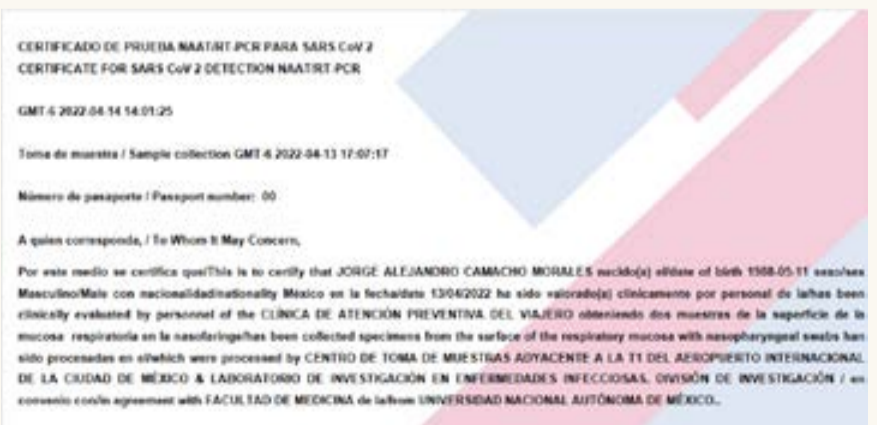 CERTIFICADO DE PRUEBA NAAT/RT-PCR PARA SARS CoV 2
CERTIFICATE FOR SARS CoV 2 DETECTION NAAT/RT-PCR
GMT-6 2022-04-14 14:01:25
Toma de muestra / Sample collection GMT-6 2022-04-13 17:07:17
Número de pasaporte / Passport number: 00
A quien corresponda, / To Whom It May Concern,
Por este medio se certifica que/This is to certify that JORGE ALEJANDRO CAMACHO MORALES nacido(a) el/date of birth 1988-05-11 sexo/sex
Masculino/Male con nacionalidad/nationality México en la fecha/date 13/04/2022 ha sido valorado(a) clínicamente por personal de la/has been
clinically evaluated by personnel of the CLÍNICA DE ATENCIÓN PREVENTIVA DEL VIAJERO obteniendo dos muestras de la superficie de la
mucosa respiratoria en la nasofaringe/has been collected specimens from the surface of the respiratory mucosa with nasopharyngeal swabs han
sido procesadas en el/which were processed by CENTRO DE TOMA DE MUESTRAS ADYACENTE A LA T1 DEL AEROPUERTO INTERNACIONAL
DE LA CIUDAD DE MÉXICO & LABORATORIO DE INVESTIGACIÓN EN ENFERMEDADES INFECCIOSAS, DIVISIÓN DE INVESTIGACIÓN / en
convenio con/in agreement with FACULTAD DE MEDICINA de la/from UNIVERSIDAD NACIONAL AUTÓNOMA DE MÉXICO..